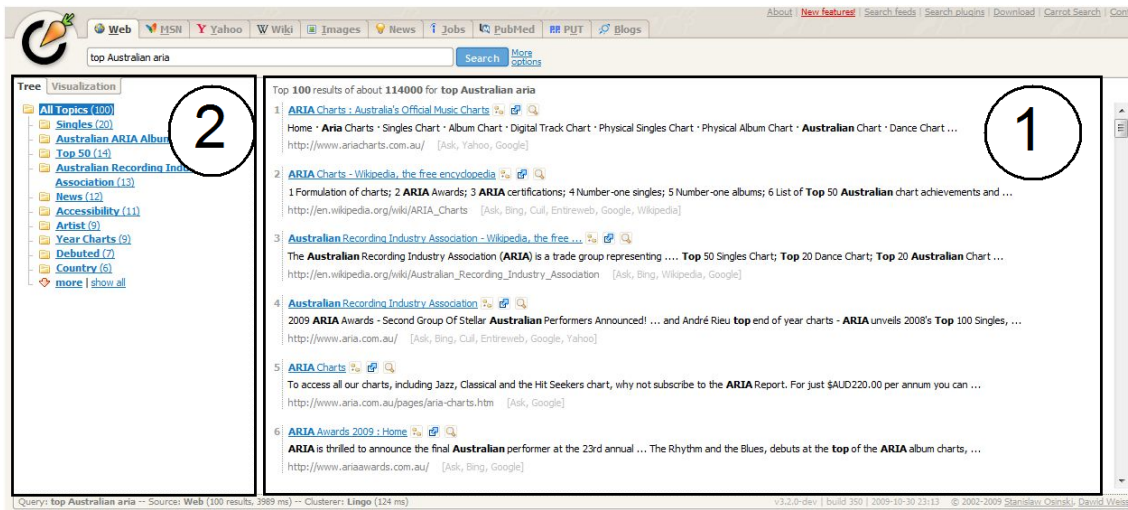 About | New features! | Search feeds | Search plugins | Download | Carrot Search |
Web MSN Yahoo Wiki Images News Jobs PubMed PUT Blogs
top Australian aria Search More options
Tree Visualization
All Topics (100)
Singles (20)
Australian ARIA Album
Top 50 (14)
Australian Recording
Association (13)
News (12)
Accessibility (11)
Artist (9)
Year Charts (9)
Debuted (7)
Country (6)
more | show all
2
Top 100 results of about 114000 for top Australian aria
1 ARIA Charts : Australia's Official Music Charts
Home · Aria Charts · Singles Chart · Album Chart · Digital Track Chart · Physical Singles Chart · Physical Album Chart · Australian Chart · Dance Chart ...
http://www.ariacharts.com.au/ [Ask, Yahoo, Google]
2 ARIA Charts - Wikipedia, the free encyclopedia
1 Formulation of charts; 2 ARIA Awards; 3 ARIA certifications; 4 Number-one singles; 5 Number-one albums; 6 List of Top 50 Australian chart achievements and ...
http://en.wikipedia.org/wiki/ARIA_Charts [Ask, Bing, Cuil, Entireweb, Google, Wikipedia]
3 Australian Recording Industry Association - Wikipedia, the free ...
The Australian Recording Industry Association (ARIA) is a trade group representing .... Top 50 Singles Chart; Top 20 Dance Chart; Top 20 Australian Chart ...
http://en.wikipedia.org/wiki/Australian_Recording_Industry_Association [Ask, Bing, Wikipedia, Google]
4 Australian Recording Industry Association
2009 ARIA Awards - Second Group Of Stellar Australian Performers Announced! ... and André Rieu top end of year charts - ARIA unveils 2008's Top 100 Singles, ...
http://www.aria.com.au/ [Ask, Bing, Cuil, Entireweb, Google, Yahoo]
5 ARIA Charts
To access all our charts, including Jazz, Classical and the Hit Seekers chart, why not subscribe to the ARIA Report. For just $AUD220.00 per annum you can ...
http://www.aria.com.au/pages/aria-charts.htm [Ask, Google]
6 ARIA Awards 2009 : Home
ARIA is thrilled to announce the final Australian performer at the 23rd annual ... The Rhythm and the Blues, debuts at the top of the ARIA album charts, ...
http://www.ariaawards.com.au/ [Ask, Bing, Google]
1
Query: top Australian aria -- Source: Web (100 results, 3989 ms) -- Clusterer: Lingo (124 ms)
v3.2.0-dev | build 350 | 2009-10-30 23:13 © 2002-2009 Stanislaw Osinski, Dawid Weiss